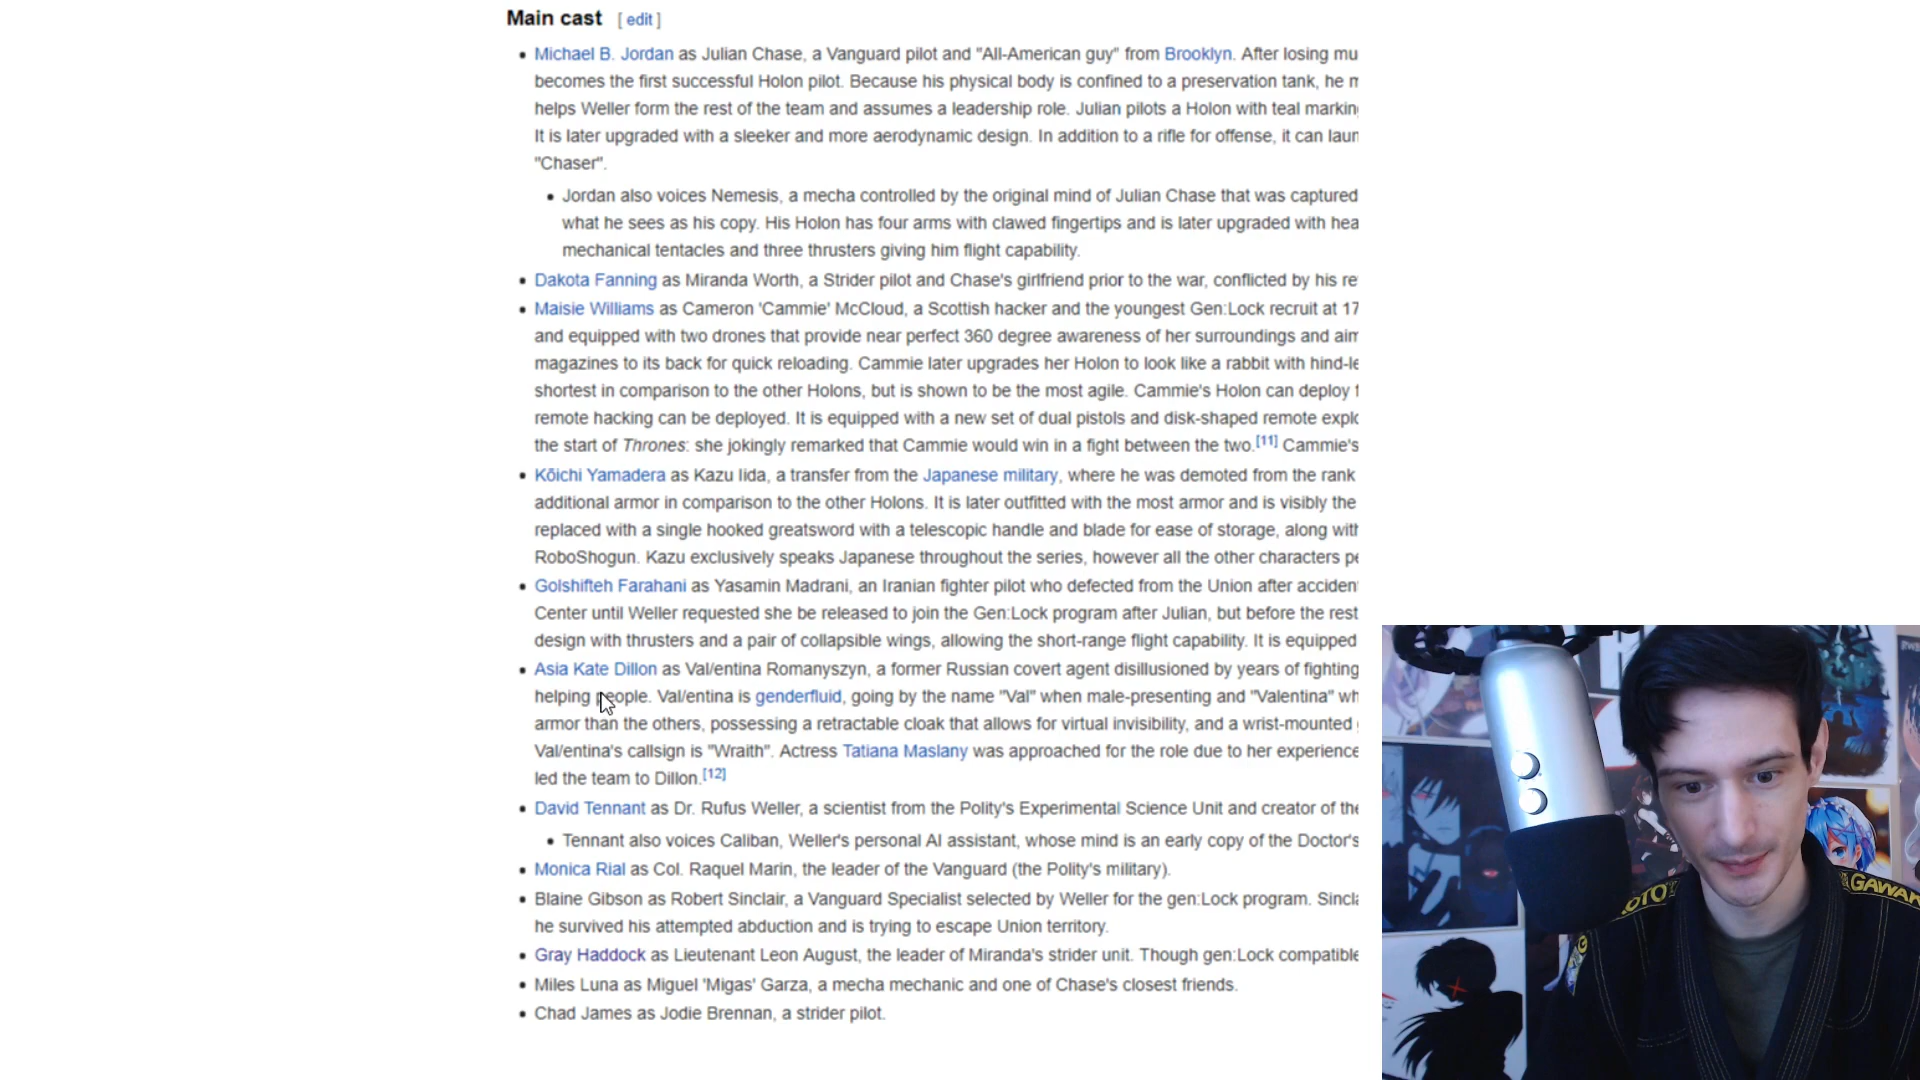 Main cast [ edit ]
Michael B. Jordan as Julian Chase, a Vanguard pilot and "All-American guy" from Brooklyn. After losing mu
becomes the first successful Holon pilot. Because his physical body is confined to a preservation tank, he
helps Weller form the rest of the team and assumes a leadership role. Julian pilots a Holon with teal markin
It is later upgraded with a sleeker and more aerodynamic design. In addition to a rifle for offense, it can laun
"Chaser".
Jordan also voices Nemesis, a mecha controlled by the original mind of Julian Chase that was captured
what he sees as his copy. His Holon has four arms with clawed fingertips and is later upgraded with hea
mechanical tentacles and three thrusters giving him flight capability.
Dakota Fanning as Miranda Worth, a Strider pilot and Chase's girlfriend prior to the war, conflicted by his re
Maisie Williams as Cameron 'Cammie' McCloud, a Scottish hacker and the youngest Gen:Lock recruit at 17
and equipped with two drones that provide near perfect 360 degree awareness of her surroundings and aim
magazines to its back for quick reloading. Cammie later upgrades her Holon to look like a rabbit with hind-le
shortest in comparison to the other Holons, but is shown to be the most agile. Cammie's Holon can deploy
remote hacking can be deployed. It is equipped with a new set of dual pistols and disk-shaped remote explo
the start of Thrones: she jokingly remarked that Cammie would win in a fight between the two.[11] Cammie's
Kōichi Yamadera as Kazu Iida, a transfer from the Japanese military, where he was demoted from the rank
additional armor in comparison to the other Holons. It is later outfitted with the most armor and is visibly the
replaced with a single hooked greatsword with a telescopic handle and blade for ease of storage, along with
RoboShogun. Kazu exclusively speaks Japanese throughout the series, however all the other characters pe
Golshifteh Farahani as Yasamin Madrani, an Iranian fighter pilot who defected from the Union after acciden
Center until Weller requested she be released to join the Gen:Lock program after Julian, but before the rest
design with thrusters and a pair of collapsible wings, allowing the short-range flight capability. It is equipped
Asia Kate Dillon as Val/entina Romanyszyn, a former Russian covert agent disillusioned by years of fighting
helping people. Val/entina is genderfluid, going by the name "Val" when male-presenting and "Valentina" wh
armor than the others, possessing a retractable cloak that allows for virtual invisibility, and a wrist-mounted
Val/entina's callsign is "Wraith". Actress Tatiana Maslany was approached for the role due to her experience
led the team to Dillon.[12]
David Tennant as Dr. Rufus Weller, a scientist from the Polity's Experimental Science Unit and creator of the
Tennant also voices Caliban, Weller's personal AI assistant, whose mind is an early copy of the Doctor's
Monica Rial as Col. Raquel Marin, the leader of the Vanguard (the Polity's military).
Blaine Gibson as Robert Sinclair, a Vanguard Specialist selected by Weller for the gen:Lock program. Sincla
he survived his attempted abduction and is trying to escape Union territory.
Gray Haddock as Lieutenant Leon August, the leader of Miranda's strider unit. Though gen:Lock compatible
Miles Luna as Miguel 'Migas' Garza, a mecha mechanic and one of Chase's closest friends.
Chad James as Jodie Brennan, a strider pilot.